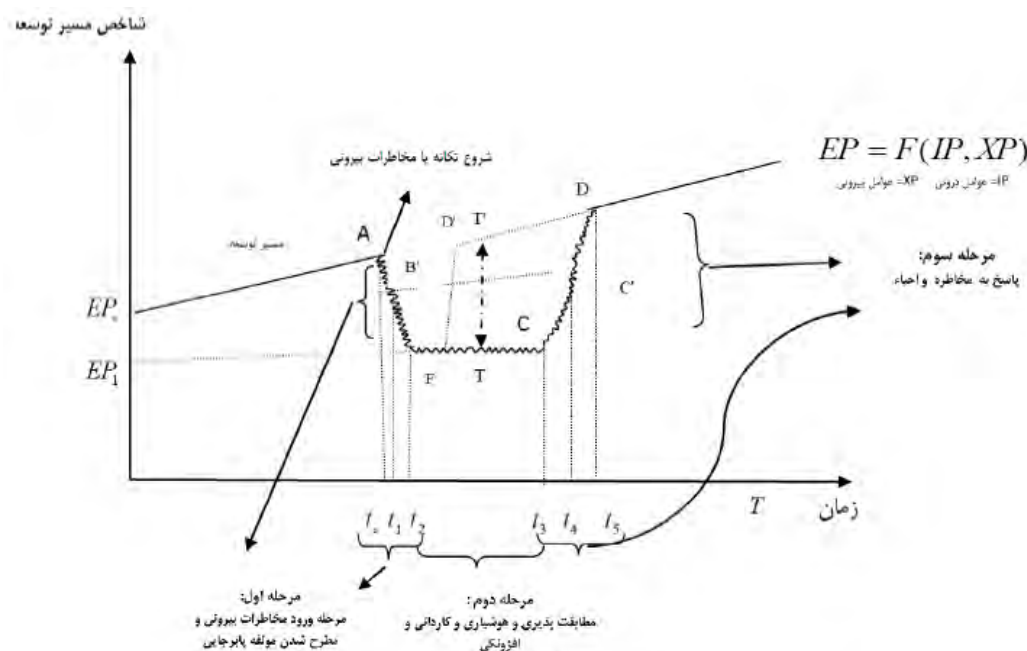 شاخص مسیر توسعه
شروع تکانه یا مخاطرات بیرونی
EP = F(IP, XP)
IP= عوامل درونی XP= عوامل بیرونی
D
D' T'
مسیر توسعه
A
B'
مرحله سوم:
پاسخ به مخاطره و احیاء
C'
EP₀
C
EP₁
F T
T زمان
t₀ t₁ t₂ t₃ t₄ t₅
مرحله اول:
مرحله ورود مخاطرات بیرونی و
مطرح شدن مولفه پابرجایی
مرحله دوم:
مطابقت پذیری و هوشیاری و کاردانی و
افزونگی